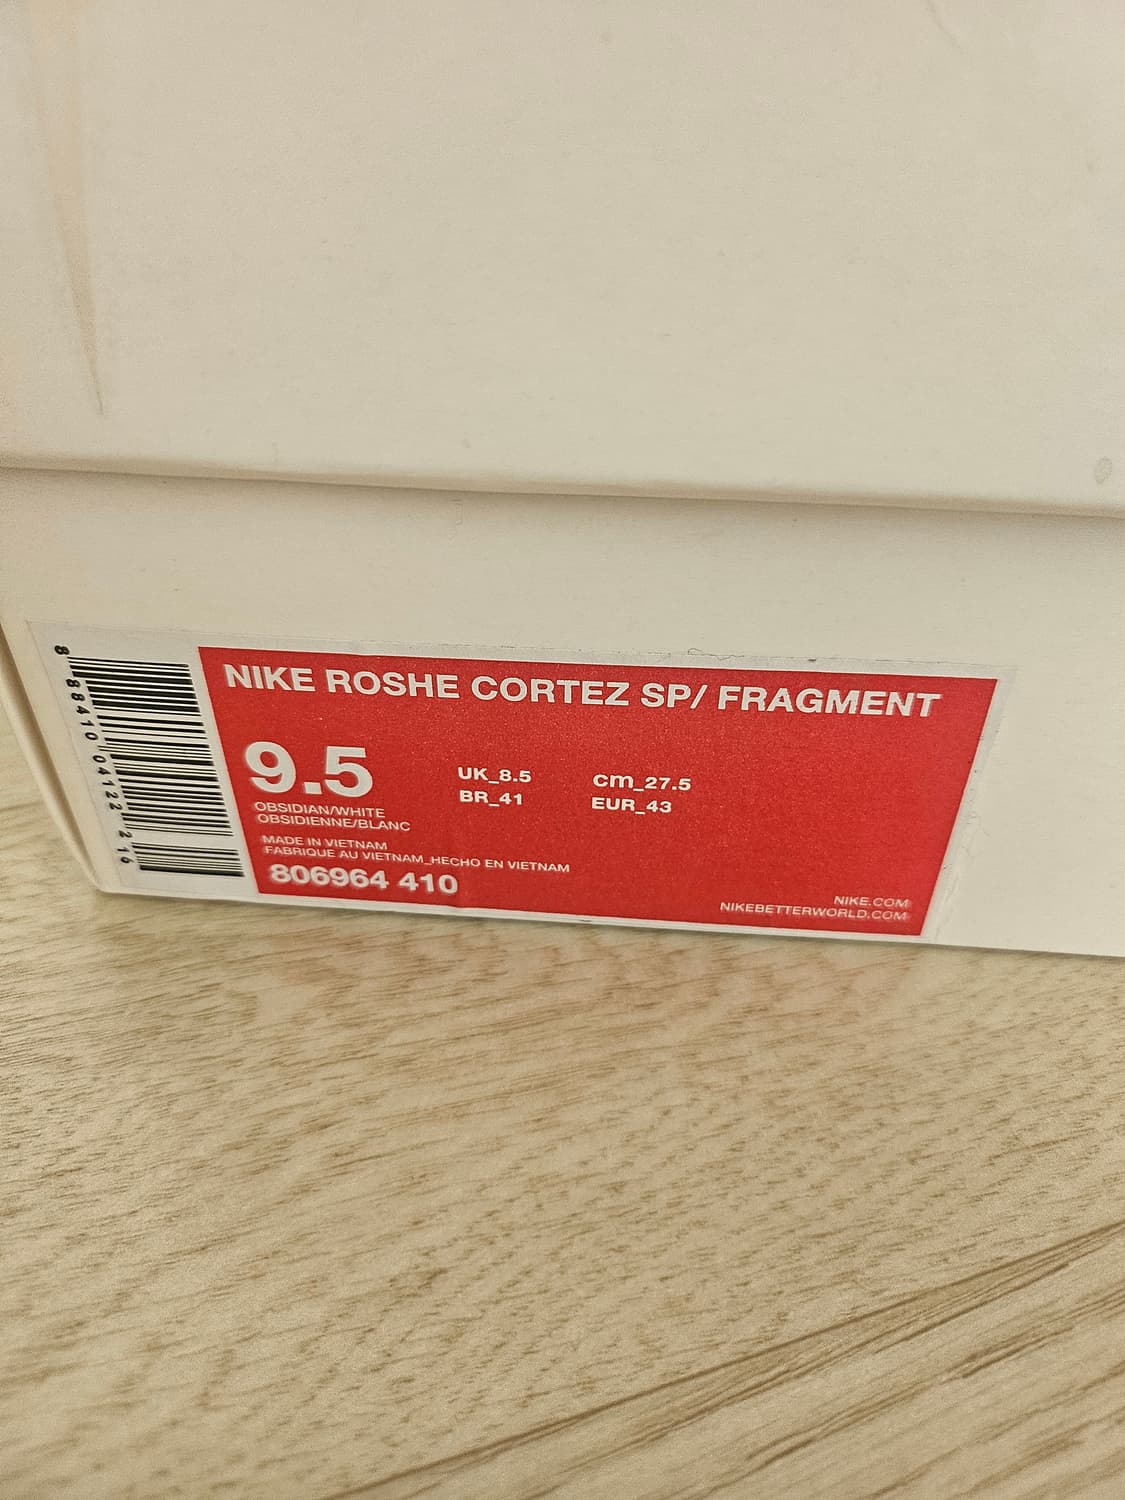 NIKE ROSHE CORTEZ SP/ FRAGMENT
9.5
UK_8.5
cm_27.5
BR_41
EUR_43
OBSIDIAN/WHITE
OBSIDIENNE/BLANC
MADE IN VIETNAM
FABRIQUE AU VIETNAM_HECHO EN VIETNAM
806964 410
NIKE.COM
NIKEBETTERWORLD.COM